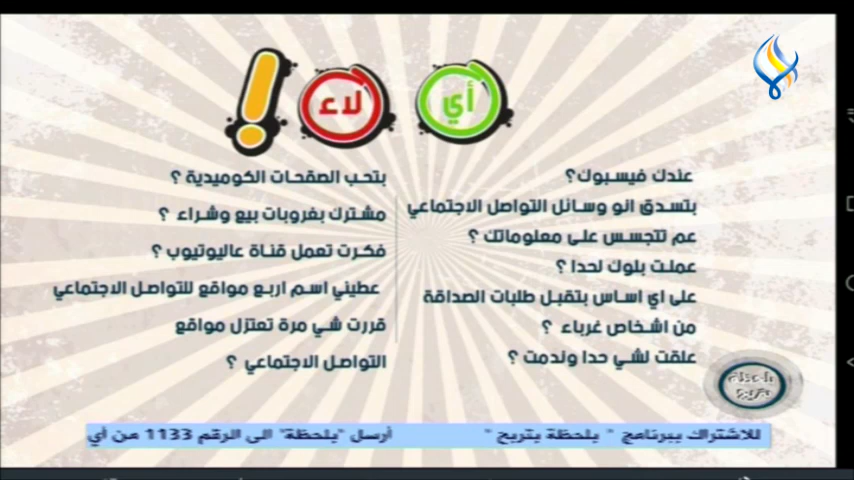 أي لاء !
عندك فيسبوك؟
بتسدق انو وسائل التواصل الاجتماعي
عم تتجسس على معلوماتك ؟
عملت بلوك لحدا ؟
على اي اساس بتقبل طلبات الصداقة
من اشخاص غرباء ؟
علقت لشي حدا وندمت ؟
بتحب الصفحات الكوميدية ؟
مشترك بغروبات بيع وشراء ؟
فكرت تعمل قناة عاليوتيوب ؟
عطيني اسم اربع مواقع للتواصل الاجتماعي
قررت شي مرة تعتزل مواقع
التواصل الاجتماعي ؟
للاشتراك ببرنامج " بلحظة بتربح " أرسل "بلحظة" الى الرقم 1133 من أي